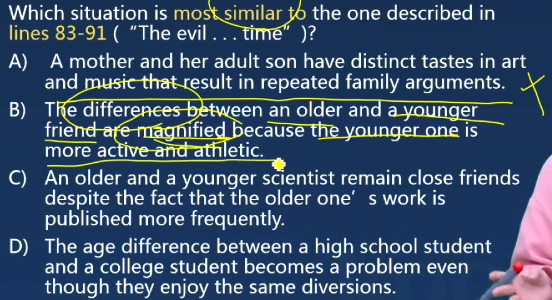 Which situation is most similar to the one described in
lines 83-91 (“The evil . . . time” )?
A) A mother and her adult son have distinct tastes in art
and music that result in repeated family arguments.
B) The differences between an older and a younger
friend are magnified because the younger one is
more active and athletic.
C) An older and a younger scientist remain close friends
despite the fact that the older one’s work is
published more frequently.
D) The age difference between a high school student
and a college student becomes a problem even
though they enjoy the same diversions.